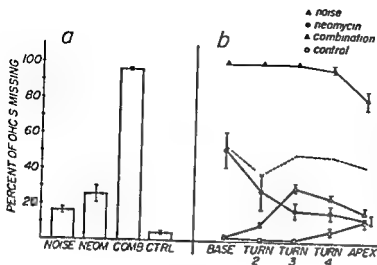 a
b
noise
neomycin
combination
control
PERCENT OF OHCS MISSING
100
80
60
40
20
NOISE NEOM COMB CTRL
BASE TURN 2 TURN 3 TURN 4 APEX